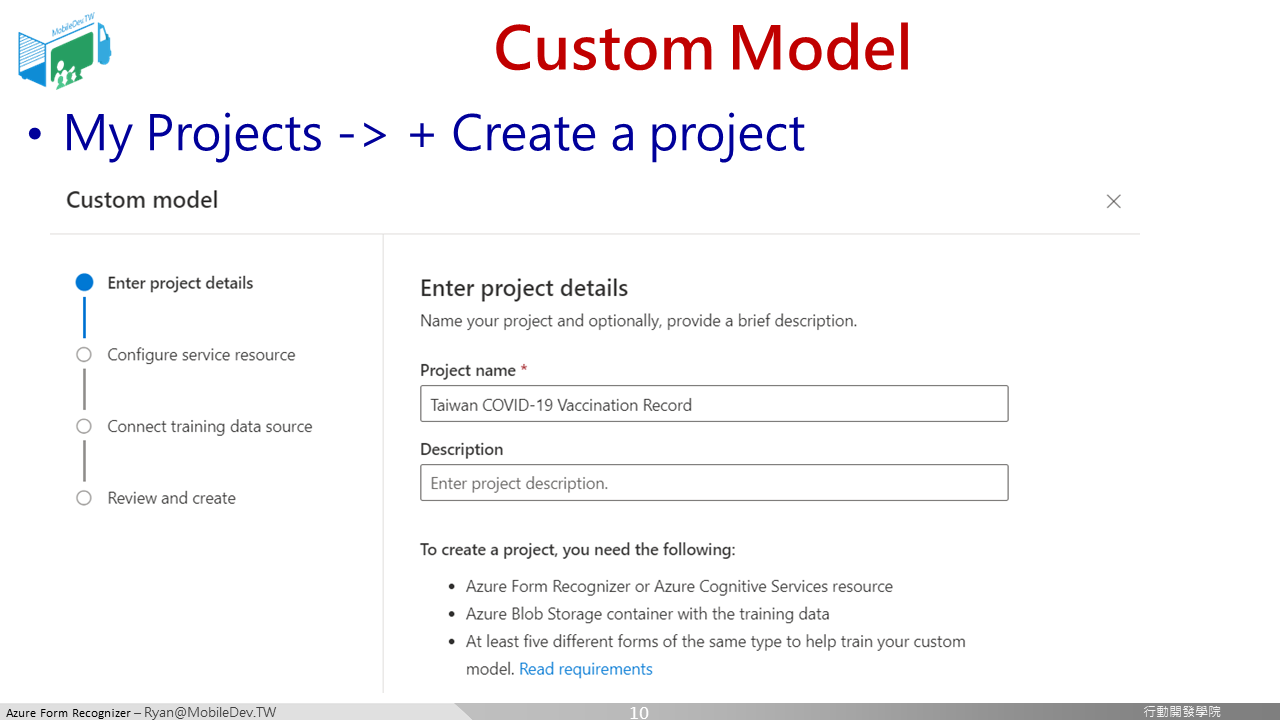 MobileDev.TW
Custom Model
• My Projects -> + Create a project
Custom model
Enter project details
Configure service resource
Connect training data source
Review and create
Enter project details
Name your project and optionally, provide a brief description.
Project name *
Taiwan COVID-19 Vaccination Record
Description
Enter project description.
To create a project, you need the following:
• Azure Form Recognizer or Azure Cognitive Services resource
• Azure Blob Storage container with the training data
• At least five different forms of the same type to help train your custom
model. Read requirements
Azure Form Recognizer – Ryan@MobileDev.TW
10
行動開發學院